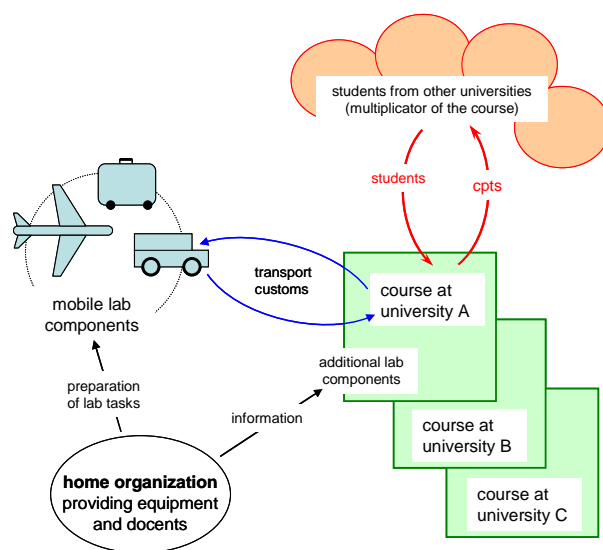 students from other universities
(multiplicator of the course)
students
cpts
transport
customs
course at
university A
mobile lab
components
additional lab
components
preparation
of lab tasks
information
course at
university B
home organization
providing equipment
and docents
course at
university C